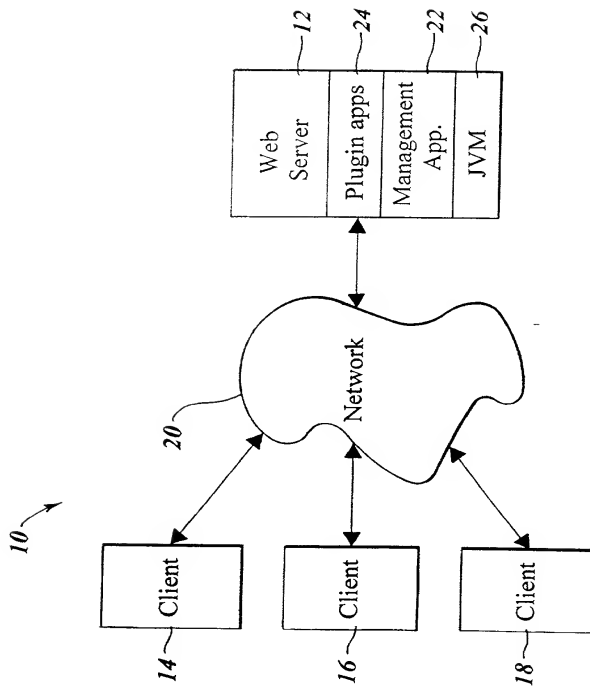 10
20
Client
14
Client
16
Client
18
Network
Web
Server
12
Plugin apps
24
Management
App.
22
JVM
26